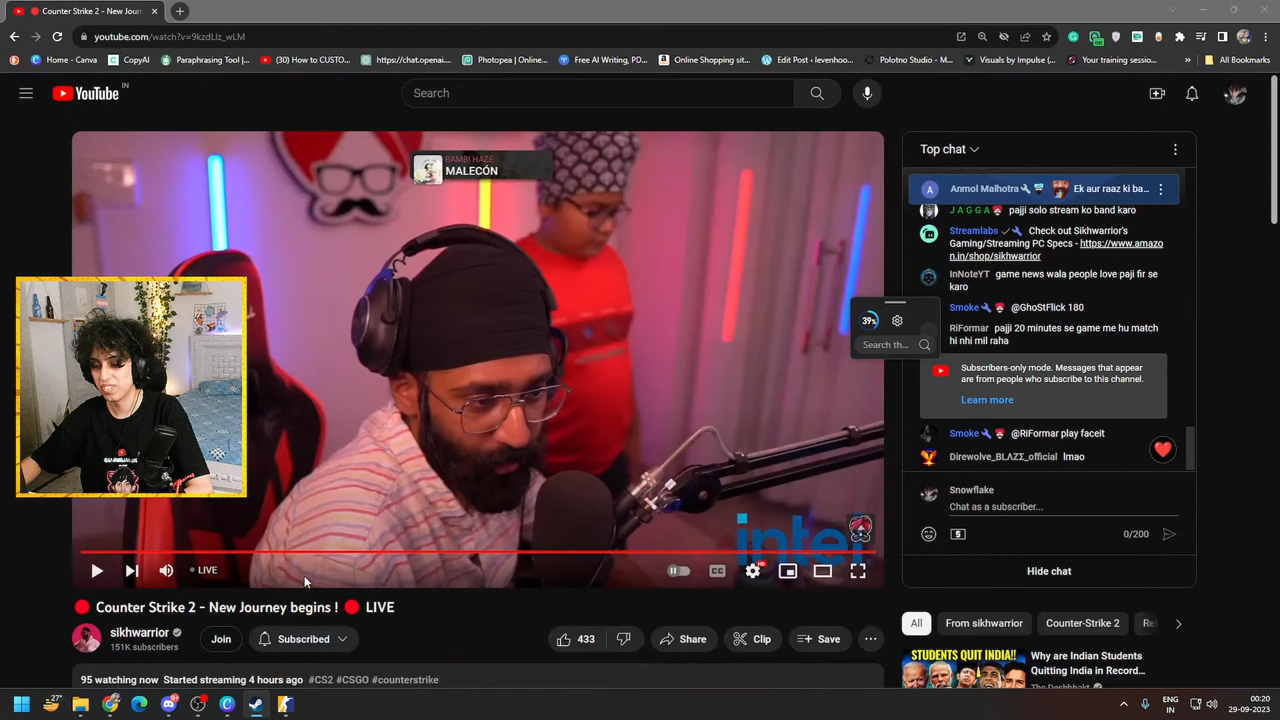 Counter Strike 2 - New Jour
youtube.com/watch?v=9kzdLlz_wLM
Home - Canva
CopyAI
Paraphrasing Tool |...
(30) How to CUSTO...
https://chat.openai....
Photopea | Online...
Free AI Writing, PD...
Online Shopping sit...
Edit Post ‹ levenhoo...
Polotno Studio - M...
Visuals by Impulse (...
Your training sessio...
All Bookmarks
YouTube IN
Search
BAMBI HAZE
MALECÓN
intel
LIVE
CC
HD
Counter Strike 2 - New Journey begins ! LIVE
sikhwarrior
151K subscribers
Join
Subscribed
433
Share
Clip
Save
95 watching now Started streaming 4 hours ago #CS2 #CSGO #counterstrike
Top chat
A Anmol Malhotra Ek aur raaz ki ba...
J A G G A pajji solo stream ko band karo
Streamlabs Check out Sikhwarrior's
Gaming/Streaming PC Specs - https://www.amazo
n.in/shop/sikhwarrior
InNoteYT game news wala people love paji fir se
karo
Smoke @GhoStFlick 180
RiFormar pajji 20 minutes se game me hu match
hi nhi mil raha
Subscribers-only mode. Messages that appear
are from people who subscribe to this channel.
Learn more
Smoke @RiFormar play faceit
Direwolve_BLΛZΣ_official lmao
Snowflake
Chat as a subscriber...
0/200
Hide chat
39%
Search th...
All
From sikhwarrior
Counter-Strike 2
STUDENTS QUIT INDIA!!
Why are Indian Students
Quitting India in Record...
27°
ENG
IN
00:20
29-09-2023